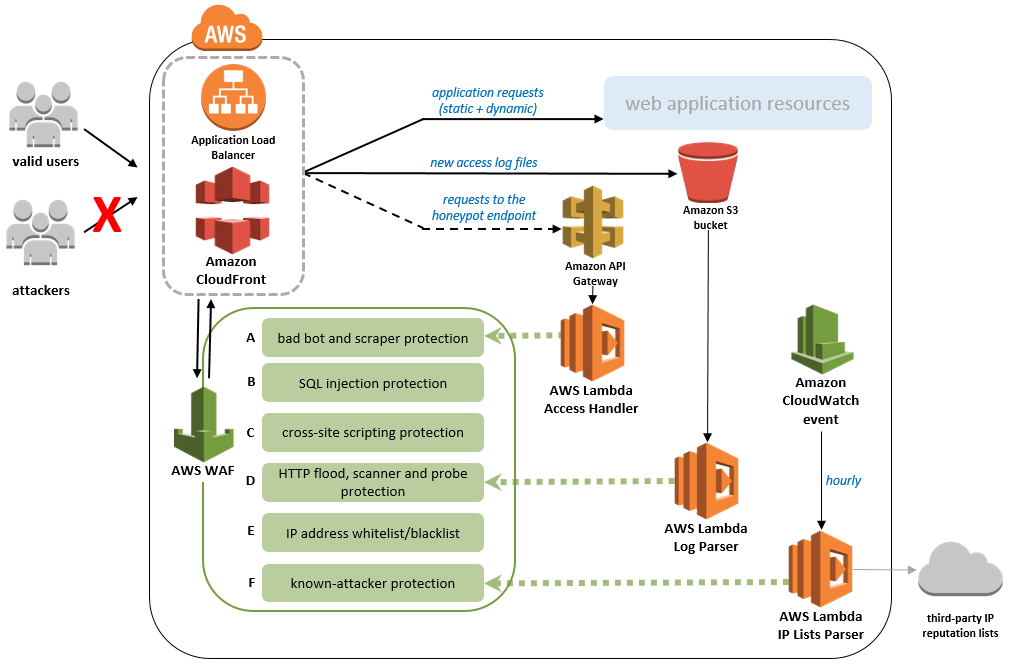 AWS
Application Load
Balancer
Amazon
CloudFront
valid users
X
attackers
application requests
(static + dynamic)
web application resources
new access log files
Amazon S3
bucket
requests to the
honeypot endpoint
Amazon API
Gateway
A
bad bot and scraper protection
B
SQL injection protection
C
cross-site scripting protection
D
HTTP flood, scanner and probe
protection
E
IP address whitelist/blacklist
F
known-attacker protection
AWS WAF
AWS Lambda
Access Handler
Amazon
CloudWatch
event
hourly
AWS Lambda
Log Parser
AWS Lambda
IP Lists Parser
third-party IP
reputation lists